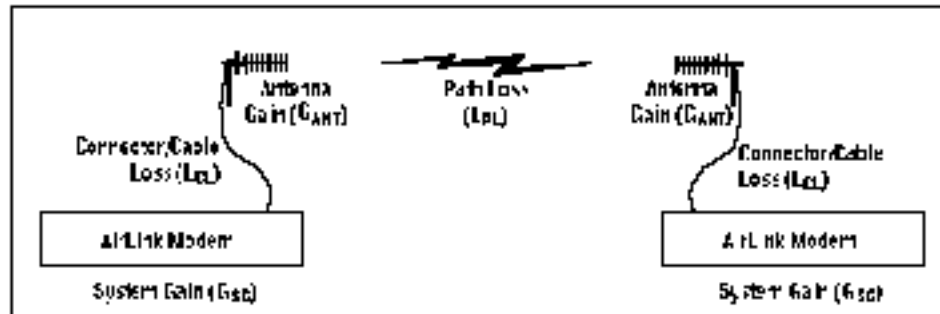 Antenna
Gain (GANT)
Path Loss
(LPL)
Antenna
Gain (GANT)
Connector/Cable
Loss (LCL)
Connector/Cable
Loss (LCL)
AirLink Modem
AirLink Modem
System Gain (GSG)
System Gain (GSG)